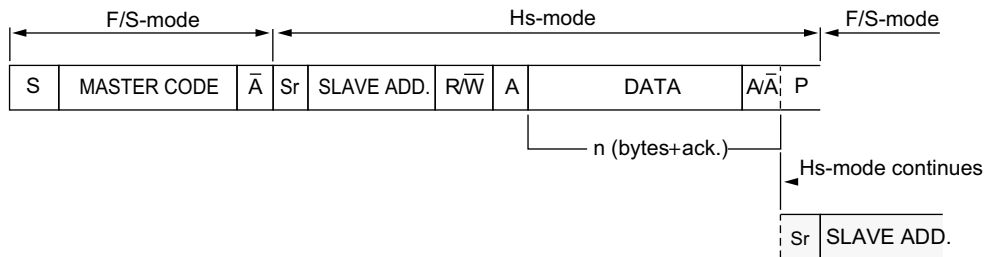 F/S-mode Hs-mode F/S-mode
S MASTER CODE A̅ Sr SLAVE ADD. R/W̅ A DATA A/A̅ P
n (bytes+ack.)
Hs-mode continues
Sr SLAVE ADD.